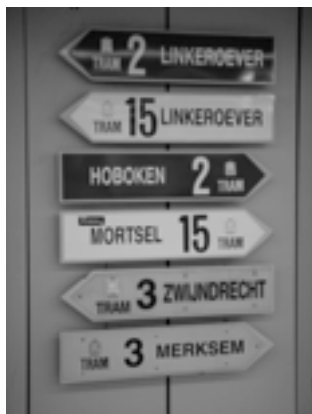 TRAM 2 LINKEROEVER
TRAM 15 LINKEROEVER
HOBOKEN 2 TRAM
MORTSEL 15 TRAM
TRAM 3 ZWIJNDRECHT
TRAM 3 MERKSEM